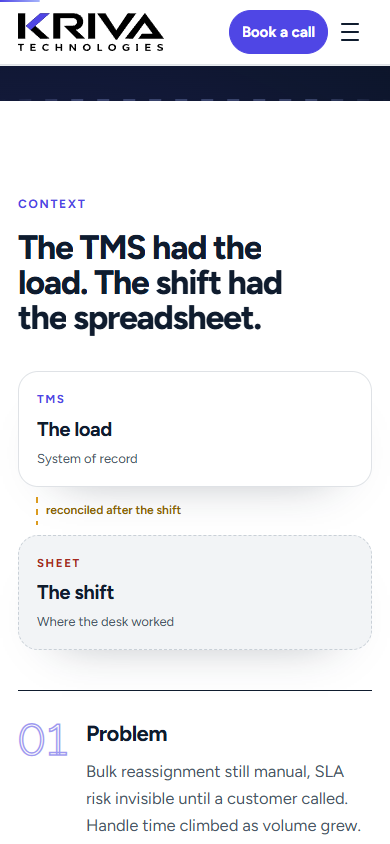 KRIVA
TECHNOLOGIES
Book a call
CONTEXT
The TMS had the
load. The shift had
the spreadsheet.
TMS
The load
System of record
reconciled after the shift
SHEET
The shift
Where the desk worked
01
Problem
Bulk reassignment still manual, SLA
risk invisible until a customer called.
Handle time climbed as volume grew.